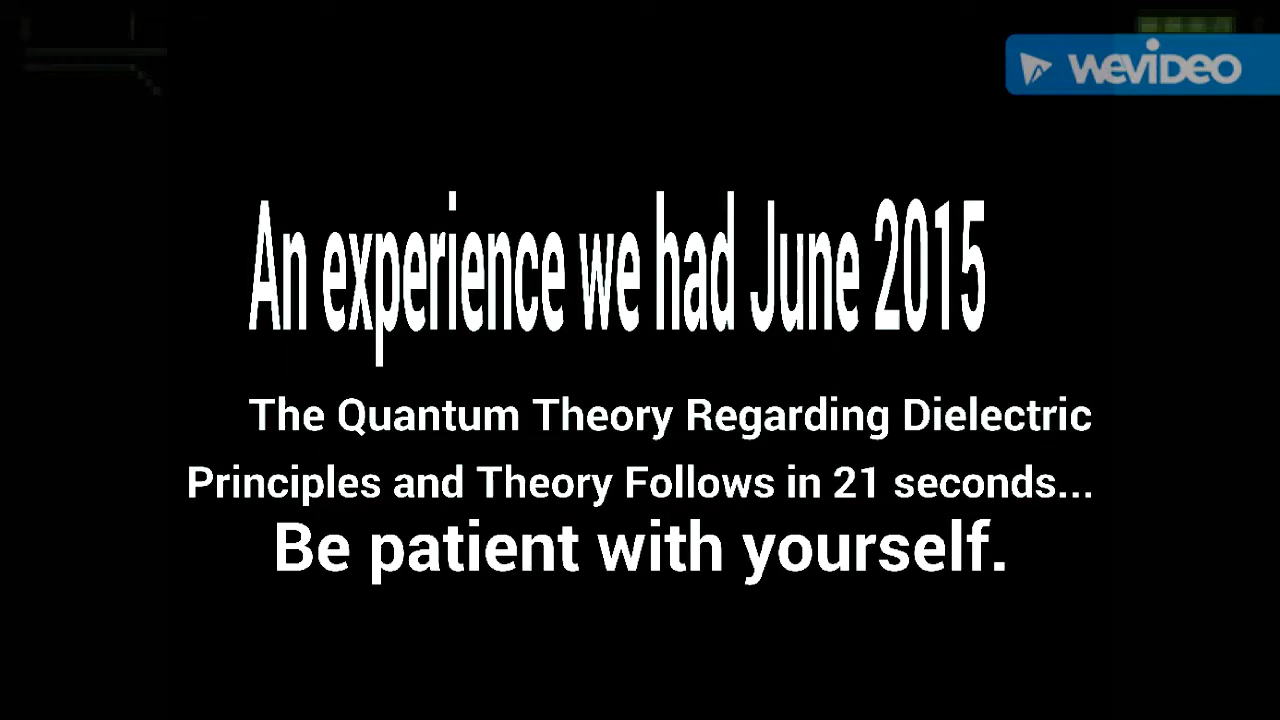 WEVIDEO
An experience we had June 2015
The Quantum Theory Regarding Dielectric
Principles and Theory Follows in 21 seconds...
Be patient with yourself.